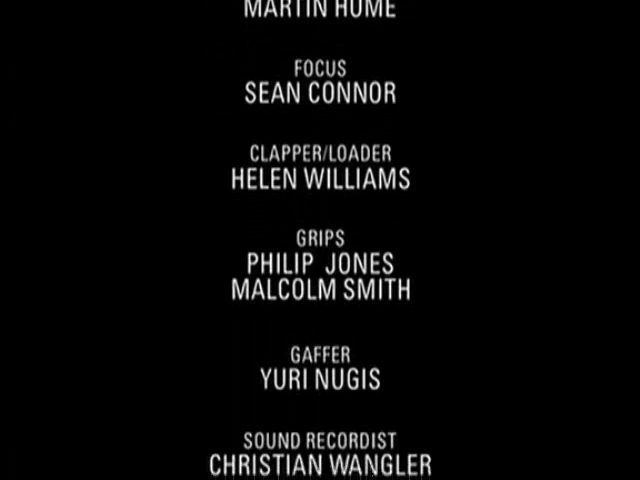 MARTIN HUME
FOCUS
SEAN CONNOR
CLAPPER/LOADER
HELEN WILLIAMS
GRIPS
PHILIP JONES
MALCOLM SMITH
GAFFER
YURI NUGIS
SOUND RECORDIST
CHRISTIAN WANGLER